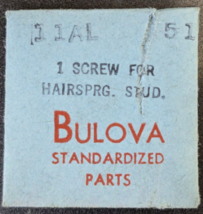 11AL / 51
1 SCREW FOR
HAIRSPRG. STUD.
BULOVA
STANDARDIZED
PARTS